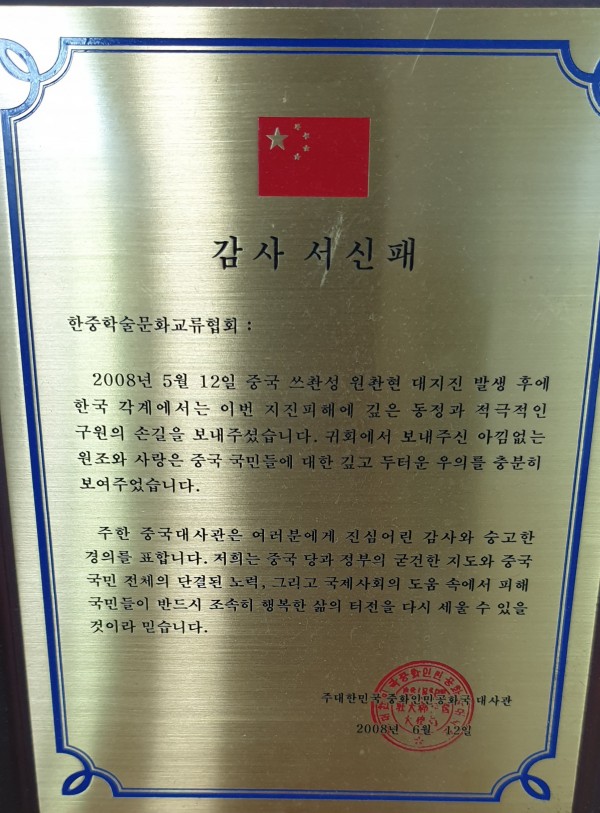 감사 서신패
한중학술문화교류협회 :
2008년 5월 12일 중국 쓰촨성 원촨현 대지진 발생 후에
한국 각계에서는 이번 지진피해에 깊은 동정과 적극적인
구원의 손길을 보내주셨습니다. 귀회에서 보내주신 아낌없는
원조와 사랑은 중국 국민들에 대한 깊고 두터운 우의를 충분히
보여주었습니다.
주한 중국대사관은 여러분에게 진심어린 감사와 숭고한
경의를 표합니다. 저희는 중국 당과 정부의 굳건한 지도와 중국
국민 전체의 단결된 노력, 그리고 국제사회의 도움 속에서 피해
국민들이 반드시 조속히 행복한 삶의 터전을 다시 세울 수 있을
것이라 믿습니다.
주대한민국 중화인민공화국 대사관
2008년 6월 12일